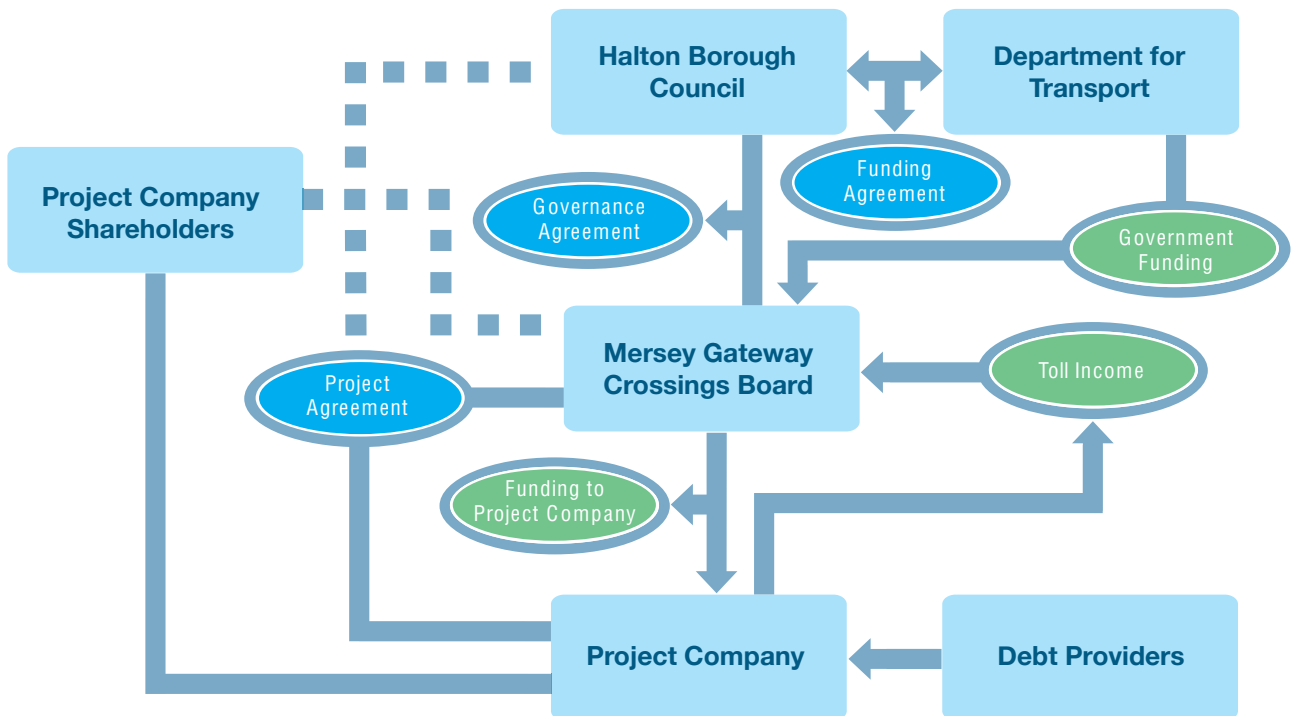 Halton Borough
Council
Department for
Transport
Project Company
Shareholders
Funding
Agreement
Governance
Agreement
Government
Funding
Mersey Gateway
Crossings Board
Toll Income
Project
Agreement
Funding to
Project Company
Project Company
Debt Providers